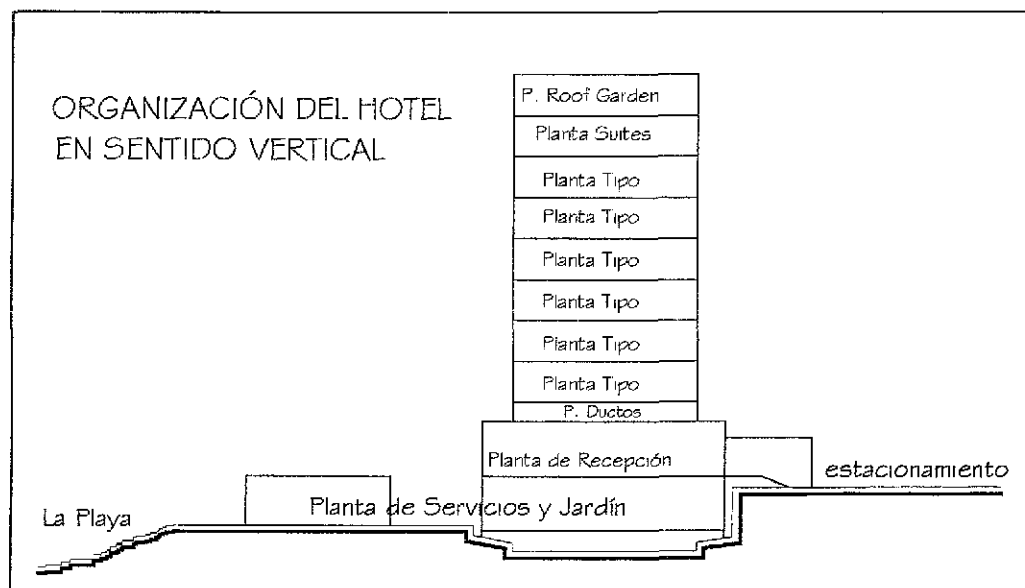 ORGANIZACIÓN DEL HOTEL
EN SENTIDO VERTICAL
P. Roof Garden
Planta Suites
Planta Tipo
Planta Tipo
Planta Tipo
Planta Tipo
Planta Tipo
Planta Tipo
P. Ductos
Planta de Recepción
estacionamiento
Planta de Servicios y Jardín
La Playa